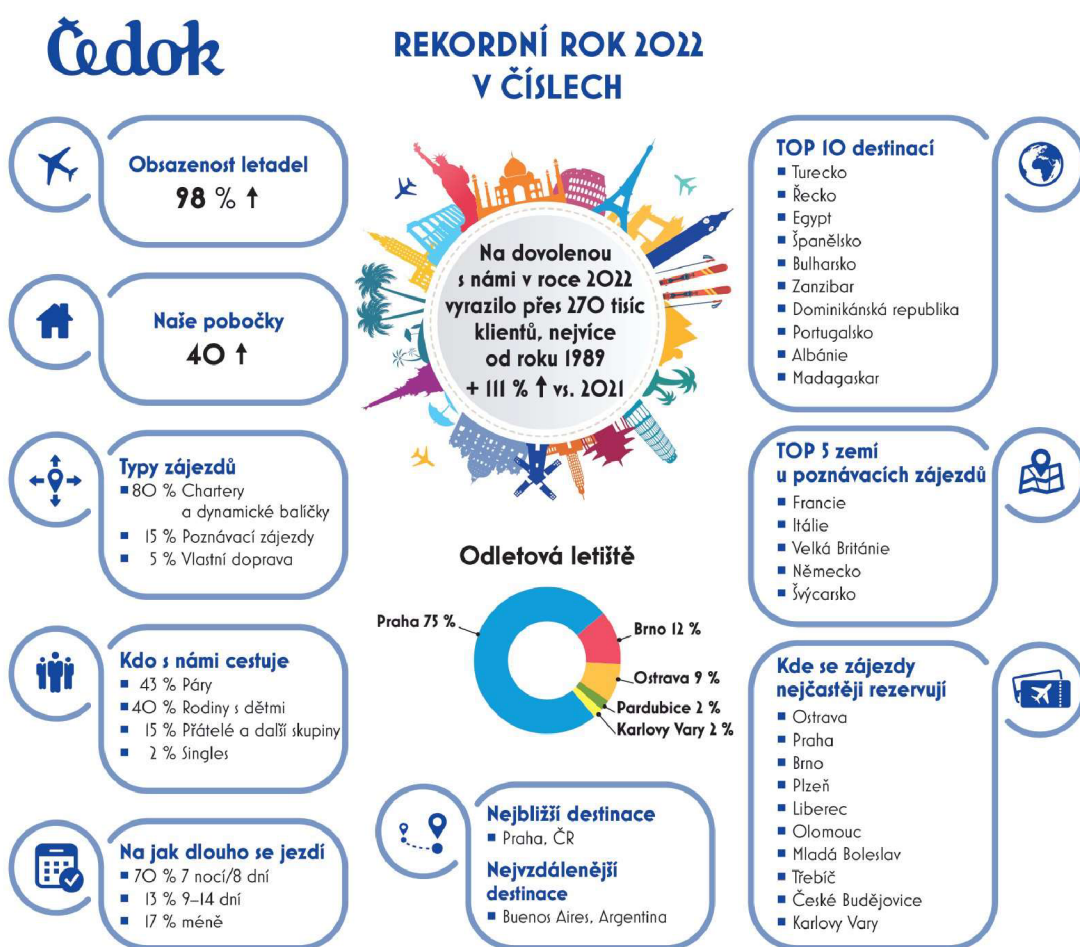 Čedok
REKORDNÍ ROK 2022
V ČÍSLECH
Obsazenost letadel
98 % ↑
Naše pobočky
40 ↑
Typy zájezdů
▪ 80 % Chartery
a dynamické balíčky
▪ 15 % Poznávací zájezdy
▪ 5 % Vlastní doprava
Kdo s námi cestuje
▪ 43 % Páry
▪ 40 % Rodiny s dětmi
▪ 15 % Přátelé a další skupiny
▪ 2 % Singles
Na jak dlouho se jezdí
▪ 70 % 7 nocí/8 dní
▪ 13 % 9–14 dní
▪ 17 % méně
Na dovolenou
s námi v roce 2022
vyrazilo přes 270 tisíc
klientů, nejvíce
od roku 1989
+ 111 % ↑ vs. 2021
Odletová letiště
Praha 75 %
Brno 12 %
Ostrava 9 %
Pardubice 2 %
Karlovy Vary 2 %
Nejbližší destinace
▪ Praha, ČR
Nejvzdálenější
destinace
▪ Buenos Aires, Argentina
TOP 10 destinací
▪ Turecko
▪ Řecko
▪ Egypt
▪ Španělsko
▪ Bulharsko
▪ Zanzibar
▪ Dominikánská republika
▪ Portugalsko
▪ Albánie
▪ Madagaskar
TOP 5 zemí
u poznávacích zájezdů
▪ Francie
▪ Itálie
▪ Velká Británie
▪ Německo
▪ Švýcarsko
Kde se zájezdy
nejčastěji rezervují
▪ Ostrava
▪ Praha
▪ Brno
▪ Plzeň
▪ Liberec
▪ Olomouc
▪ Mladá Boleslav
▪ Třebíč
▪ České Budějovice
▪ Karlovy Vary